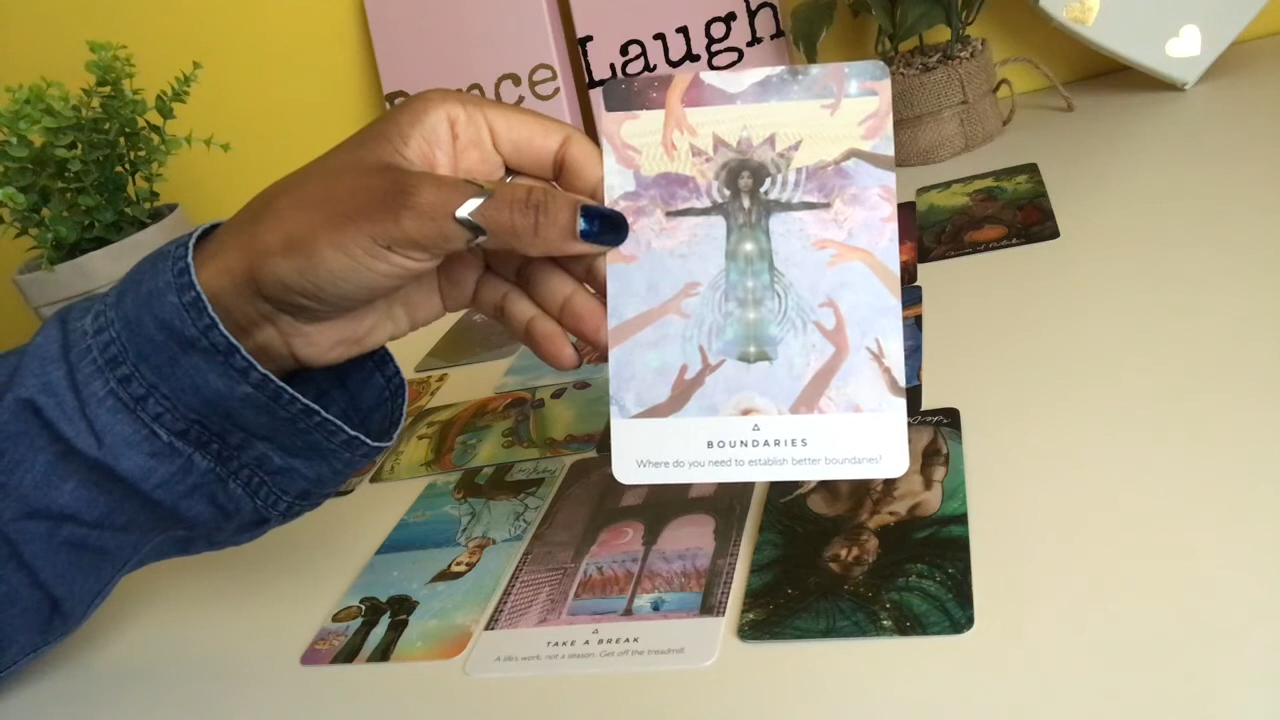 Dance
Laugh
BOUNDARIES
Where do you need to establish better boundaries?
TAKE A BREAK
A life's work, not a season. Get off the treadmill.